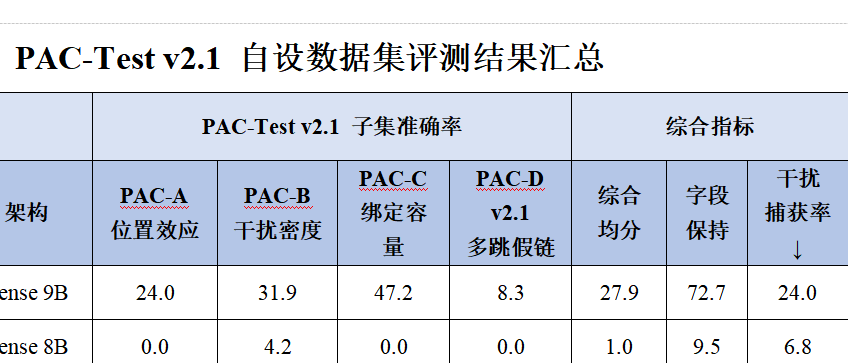 PAC-Test v2.1 自设数据集评测结果汇总
PAC-Test v2.1 子集准确率 综合指标
架构 PAC-A 位置效应 PAC-B 干扰密度 PAC-C 绑定容量 PAC-D v2.1 多跳假链 综合均分 字段保持 干扰捕获率↓
ense 9B 24.0 31.9 47.2 8.3 27.9 72.7 24.0
ense 8B 0.0 4.2 0.0 0.0 1.0 9.5 6.8